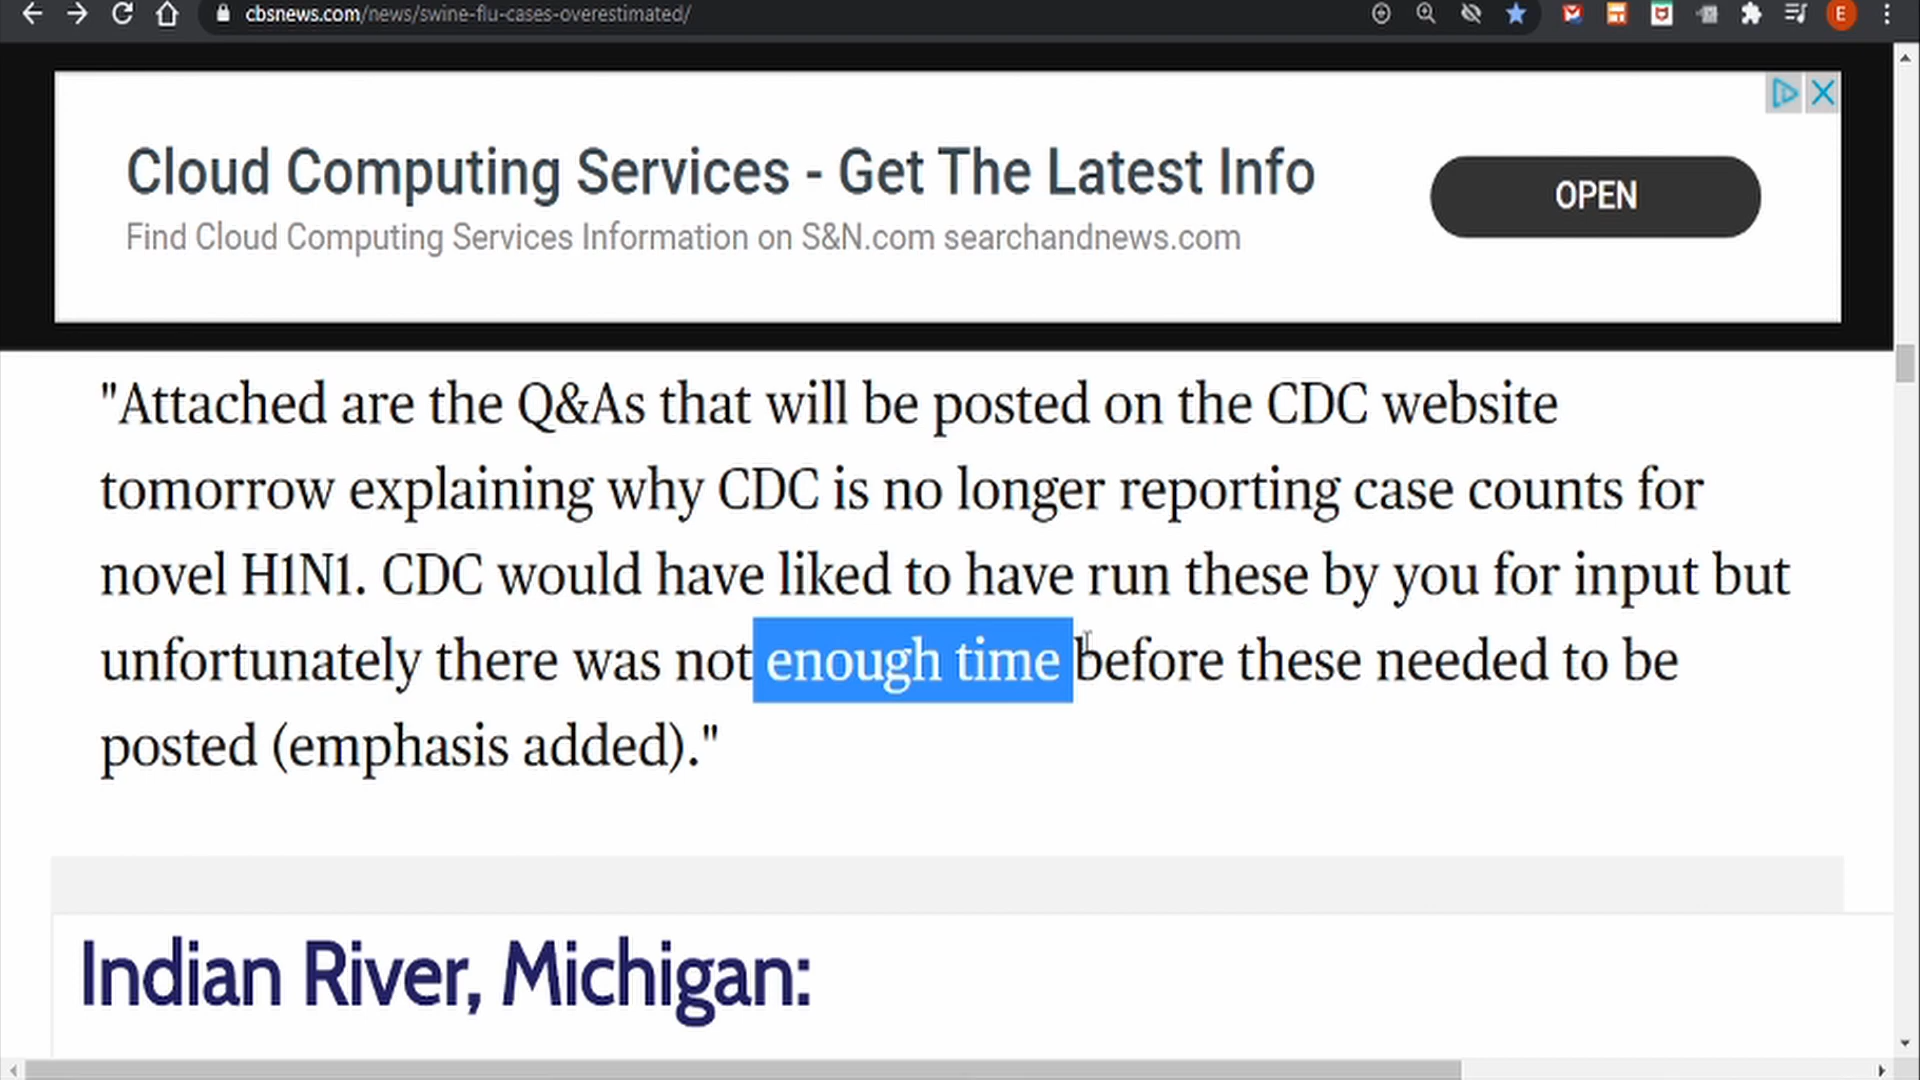 cbsnews.com/news/swine-flu-cases-overestimated/
E
Cloud Computing Services - Get The Latest Info
Find Cloud Computing Services Information on S&N.com searchandnews.com
OPEN
"Attached are the Q&As that will be posted on the CDC website
tomorrow explaining why CDC is no longer reporting case counts for
novel H1N1. CDC would have liked to have run these by you for input but
unfortunately there was not enough time before these needed to be
posted (emphasis added)."
Indian River, Michigan: